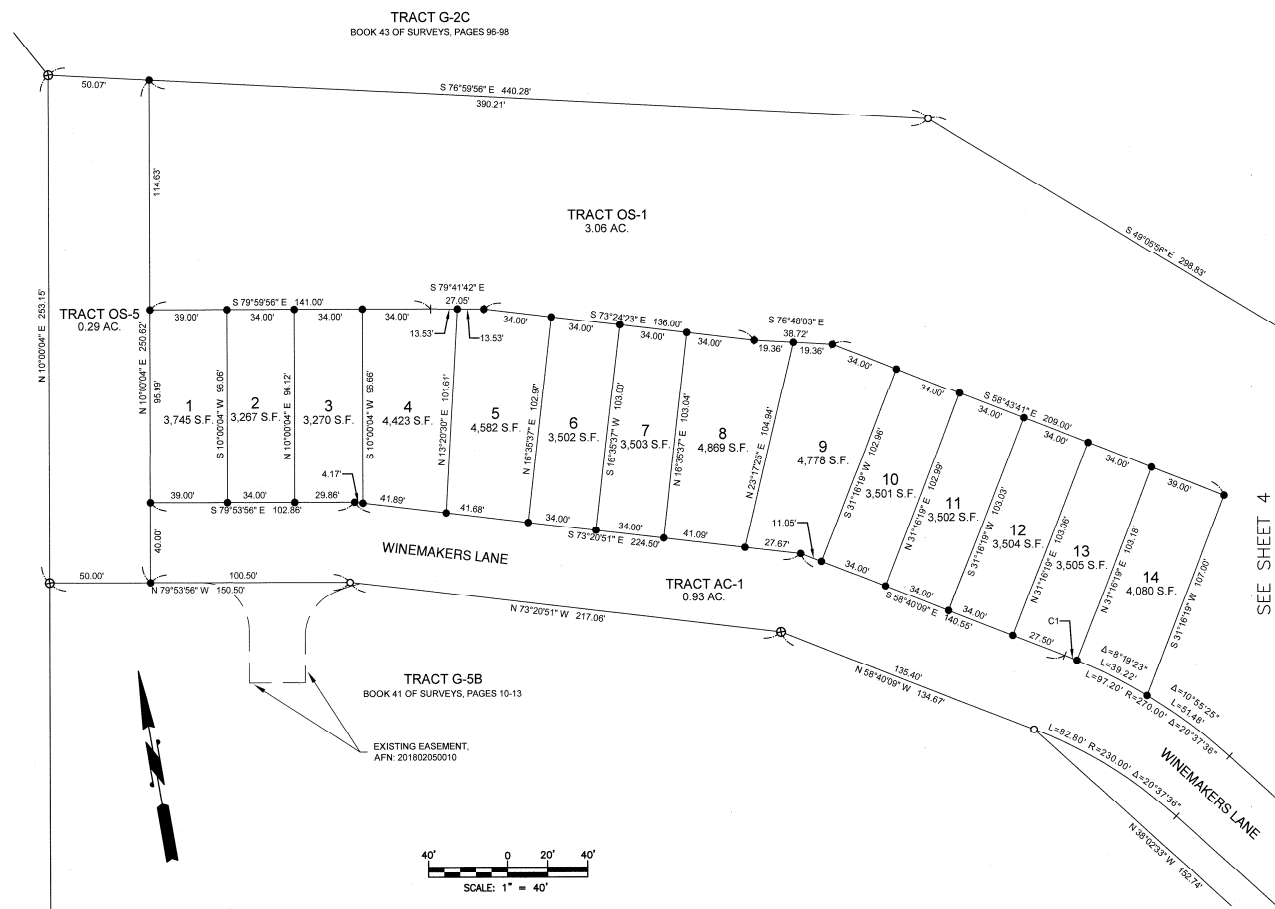 TRACT G-2C
BOOK 43 OF SURVEYS, PAGES 96-98
50.07'
S 76°59'56" E 440.28'
390.21'
114.63'
TRACT OS-1
3.06 AC.
S 49°05'58" E 298.83'
N 10°00'04" E 253.15'
TRACT OS-5
0.29 AC.
N 10°00'04" E 250.62'
95.99'
S 79°59'56" E 141.00'
39.00'
34.00'
34.00'
34.00'
S 79°41'42" E
27.05'
13.53'
13.53'
34.00'
S 73°24'23" E 136.00'
34.00'
34.00'
34.00'
S 76°40'03" E
38.72'
19.36'
19.36'
34.00'
34.00'
S 58°43'41" E 209.00'
34.00'
34.00'
34.00'
39.00'
1
3,745 S.F.
S 10°00'04" W
2
3,267 S.F.
N 10°00'04" E
3
3,270 S.F.
S 10°00'04" W
4
4,423 S.F.
N 13°20'30" E 101.61'
5
4,582 S.F.
N 16°35'37" E
6
3,502 S.F.
S 16°35'37" W
7
3,503 S.F.
N 16°35'37" E 103.04'
8
4,869 S.F.
N 23°17'25" E 104.94'
9
4,778 S.F.
S 31°16'19" W 102.96'
10
3,501 S.F.
N 31°16'19" E 102.99'
11
3,502 S.F.
S 31°16'19" W 103.03'
12
3,504 S.F.
N 31°16'19" E 103.36'
13
3,505 S.F.
N 31°16'19" E 103.18
14
4,080 S.F.
S 31°16'19" W 107.00'
SEE SHEET 4
39.00'
34.00'
29.86'
S 79°53'56" E 102.86'
4.17'
41.89'
41.68'
34.00'
34.00'
S 73°20'51" E 224.50'
41.09'
27.67'
11.05'
34.00'
34.00'
S 58°40'09" E 140.55'
34.00'
27.50'
C1
Δ=8°19'23"
L=39.22'
L=97.20' R=270.00' Δ=20°37'36"
Δ=10°55'25"
L=51.48'
40.00'
WINEMAKERS LANE
TRACT AC-1
0.93 AC.
50.00'
100.50'
N 79°53'56" W 150.50'
N 73°20'51" W 217.06'
135.40'
N 58°40'09" W 134.67'
L=82.80' R=230.00' Δ=20°37'36"
WINEMAKERS LANE
N 38°02'33" W 152.74'
TRACT G-5B
BOOK 41 OF SURVEYS, PAGES 10-13
EXISTING EASEMENT,
AFN: 201802050010
40' 0 20' 40'
SCALE: 1" = 40'